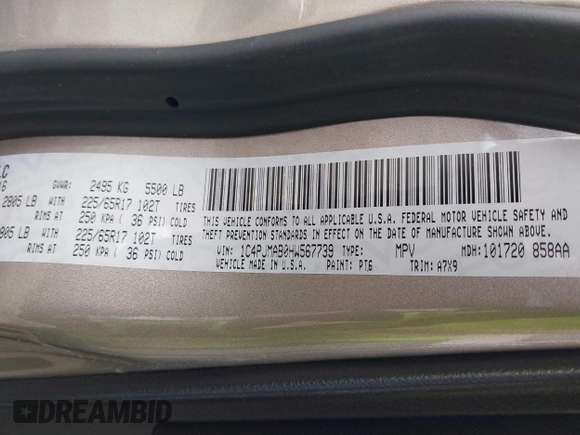 LC
16
GVWR: 2495 KG 5500 LB
2805 LB WITH 225/65R17 102T TIRES
RIMS AT 250 KPA ( 36 PSI) COLD
805 LB WITH 225/65R17 102T TIRES
RIMS AT 250 KPA ( 36 PSI) COLD
THIS VEHICLE CONFORMS TO ALL APPLICABLE U.S.A. FEDERAL MOTOR VEHICLE SAFETY AND
THEFT PREVENTION STANDARDS IN EFFECT ON THE DATE OF MANUFACTURE SHOWN ABOVE.
VIN: 1C4PJMAB0HW567739 TYPE: MPV MDH: 101720 858AA
VEHICLE MADE IN U.S.A. PAINT: PT6 TRIM: A7X9
DREAMBID